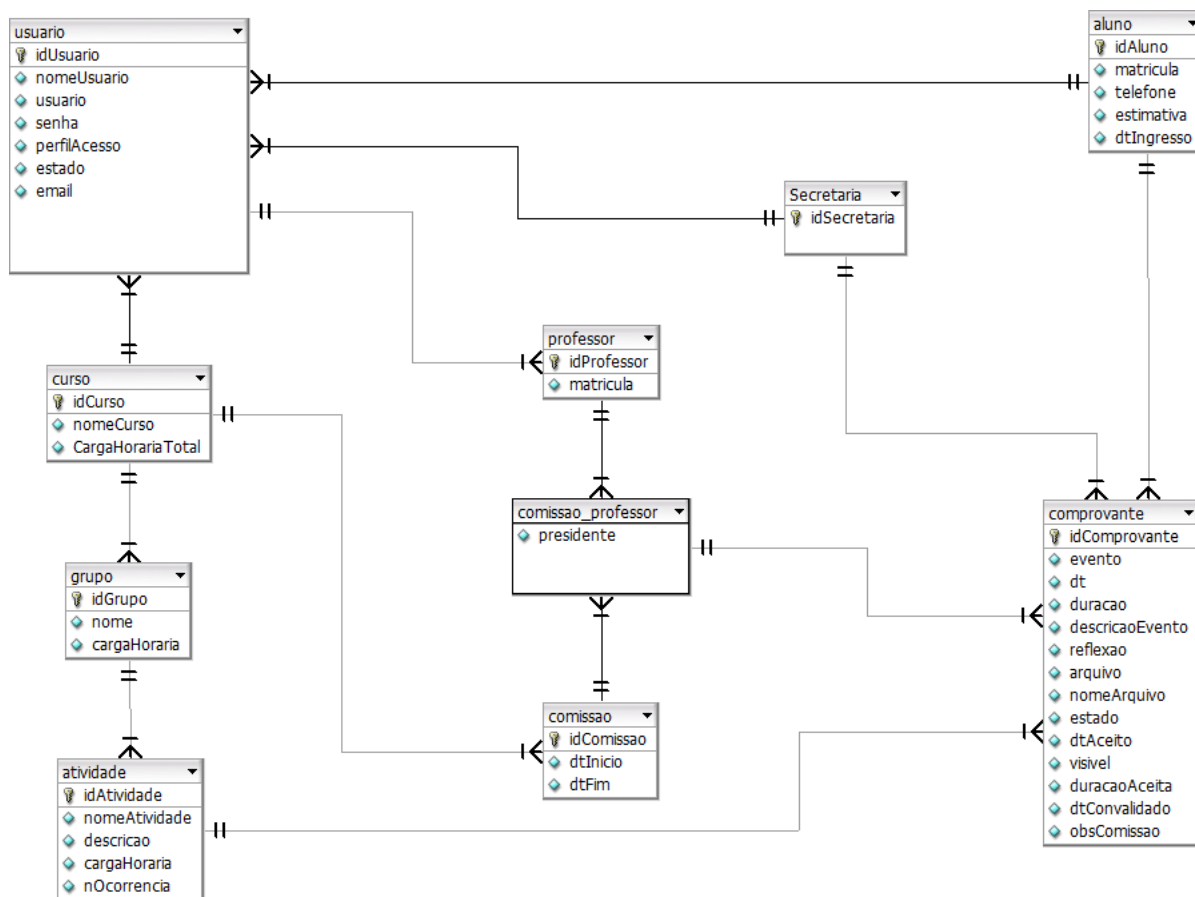 usuario
idUsuario
nomeUsuario
usuario
senha
perfilAcesso
estado
email
aluno
idAluno
matricula
telefone
estimativa
dtIngresso
Secretaria
idSecretaria
professor
idProfessor
matricula
curso
idCurso
nomeCurso
CargaHorariaTotal
comissao_professor
presidente
comprovante
idComprovante
evento
dt
duracao
descricaoEvento
reflexao
arquivo
nomeArquivo
estado
dtAceito
visivel
duracaoAceita
dtConvalidado
obsComissao
grupo
idGrupo
nome
cargaHoraria
comissao
idComissao
dtInicio
dtFim
atividade
idAtividade
nomeAtividade
descricao
cargaHoraria
nOcorrencia